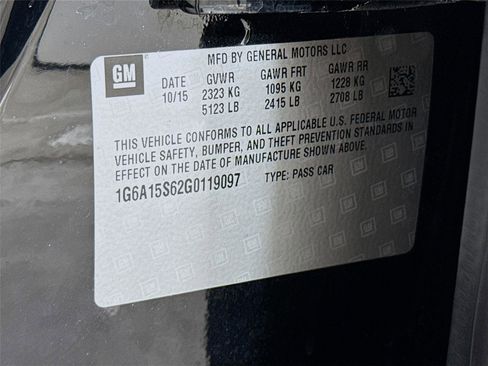 GM
MFD BY GENERAL MOTORS LLC
DATE GVWR GAWR FRT GAWR RR
10/15 2323 KG 1095 KG 1228 KG
5123 LB 2415 LB 2708 LB
THIS VEHICLE CONFORMS TO ALL APPLICABLE U.S. FEDERAL MOTOR
VEHICLE SAFETY, BUMPER, AND THEFT PREVENTION STANDARDS IN
EFFECT ON THE DATE OF MANUFACTURE SHOWN ABOVE.
1G6A15S62G0119097 TYPE: PASS CAR